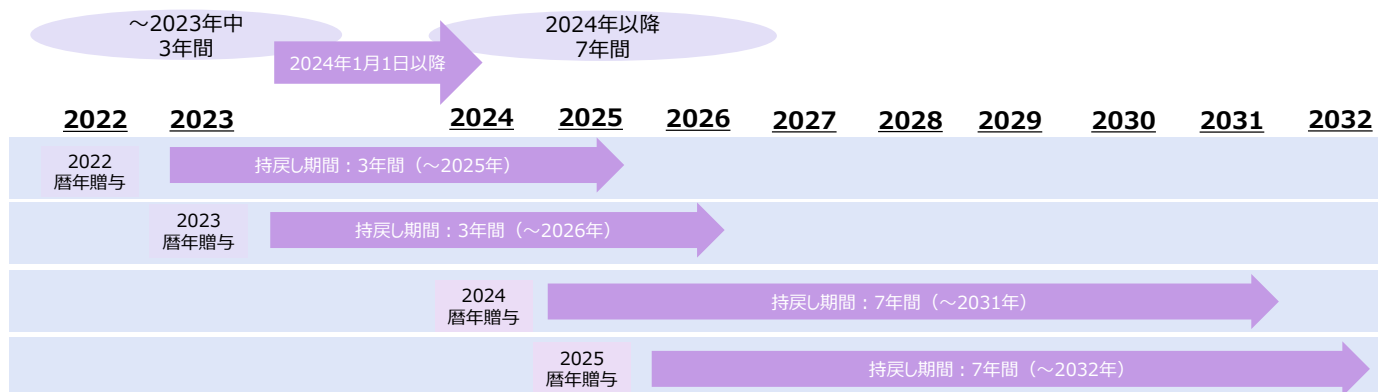 ~2023年中
3年間
2024年以降
7年間
2024年1月1日以降
2022 2023 2024 2025 2026 2027 2028 2029 2030 2031 2032
2022
暦年贈与
持戻し期間：3年間（～2025年）
2023
暦年贈与
持戻し期間：3年間（～2026年）
2024
暦年贈与
持戻し期間：7年間（～2031年）
2025
暦年贈与
持戻し期間：7年間（～2032年）